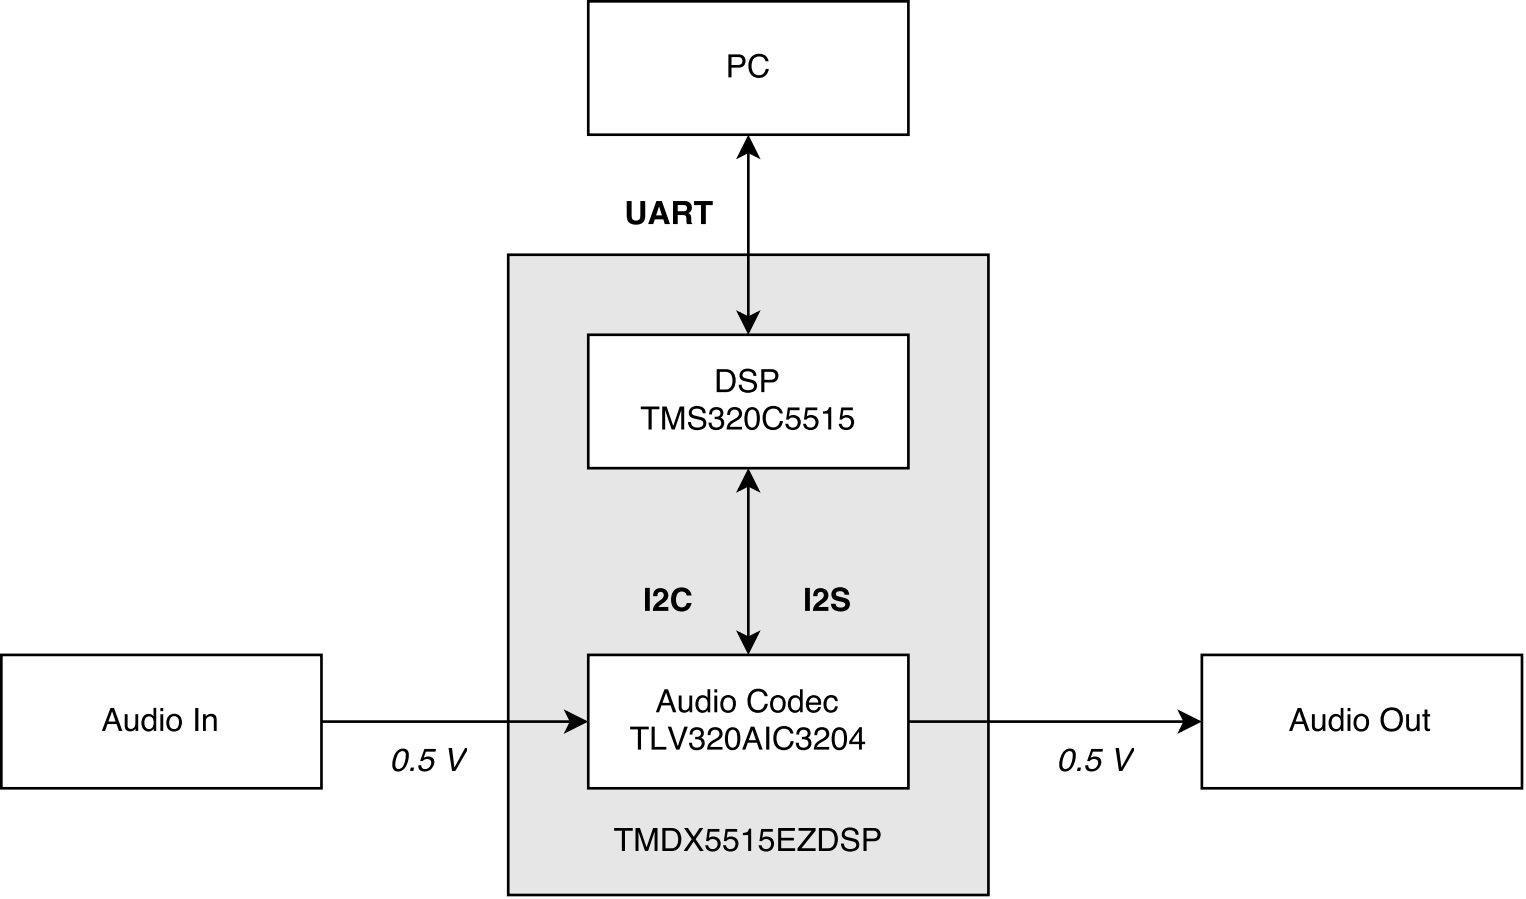 PC
UART
DSP
TMS320C5515
I2C
I2S
Audio In
0.5 V
Audio Codec
TLV320AIC3204
0.5 V
Audio Out
TMDX5515EZDSP